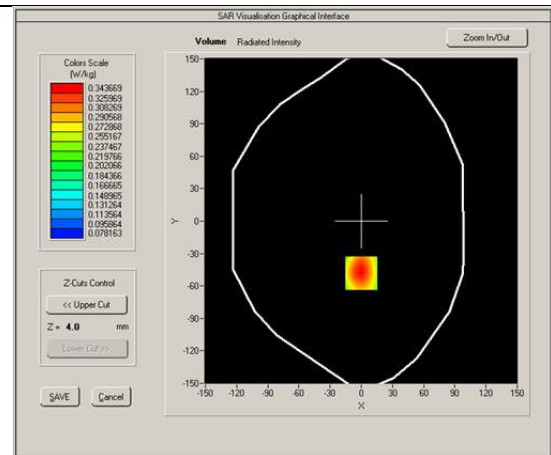 SAR Visualisation Graphical Interface
Volume Radiated Intensity
Zoom In/Out
Colors Scale
(W/kg)
0.343669
0.325969
0.308269
0.290568
0.272868
0.255167
0.237467
0.219766
0.202066
0.184366
0.166665
0.148965
0.131264
0.113564
0.095864
0.078163
Z-Cuts Control
<< Upper Cut
Z = 4.0 mm
Lower Cut >>
SAVE Cancel
150
120
90
60
30
0
-30
-60
-90
-120
-150
Y
-150 -120 -90 -60 -30 0 30 60 90 120 150
X